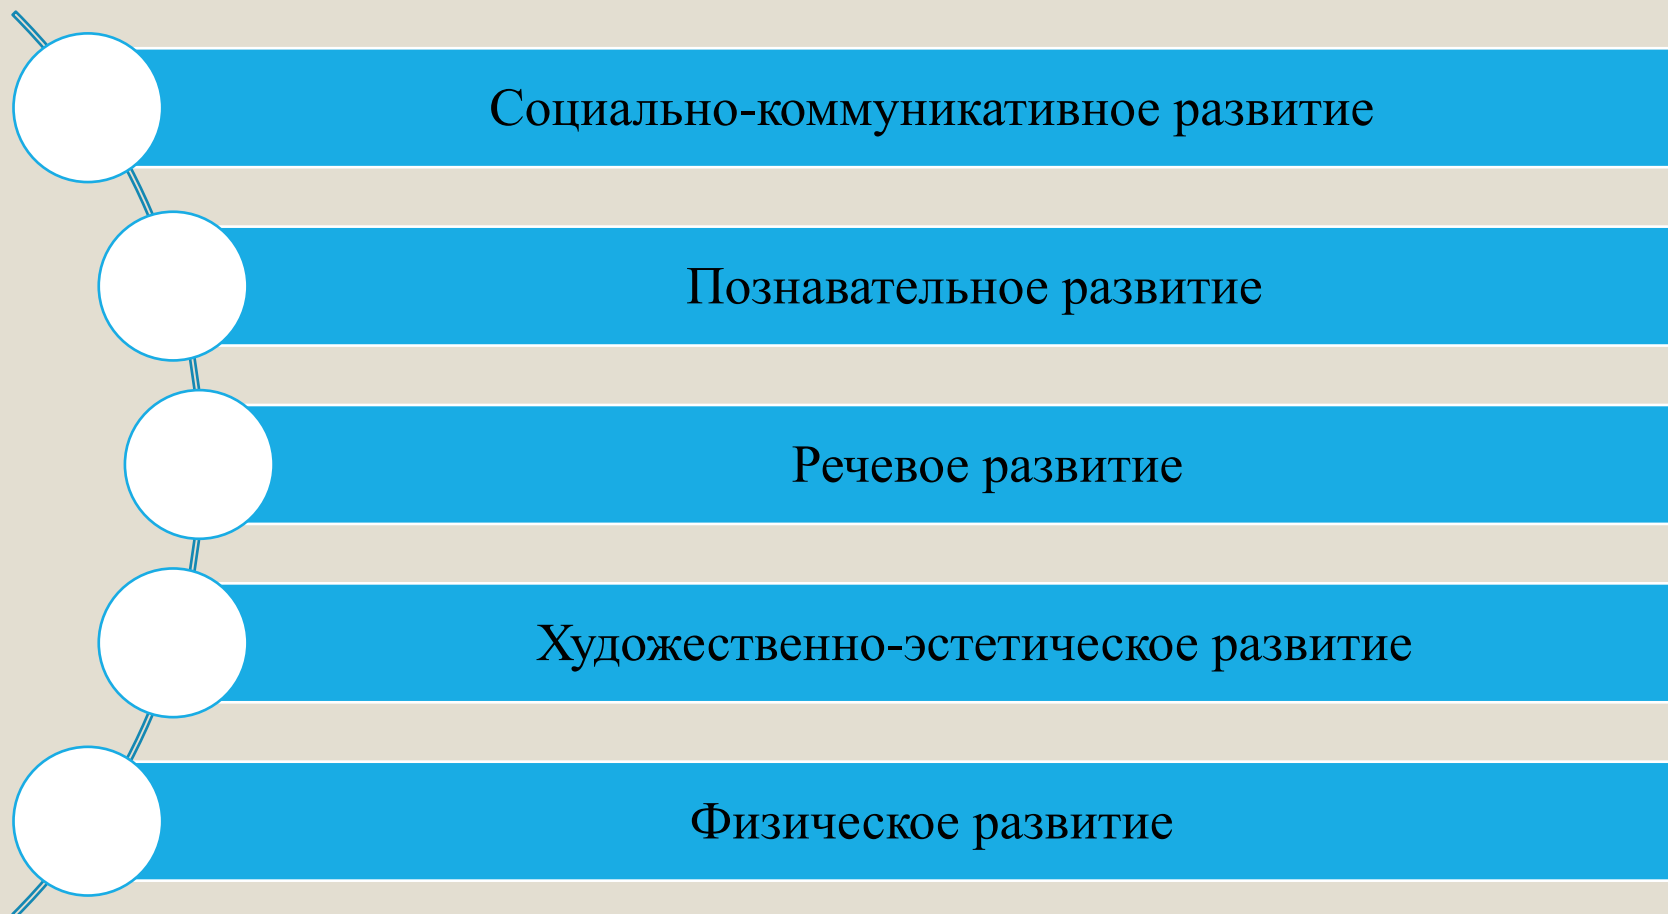 Социально-коммуникативное развитие
Познавательное развитие
Речевое развитие
Художественно-эстетическое развитие
Физическое развитие